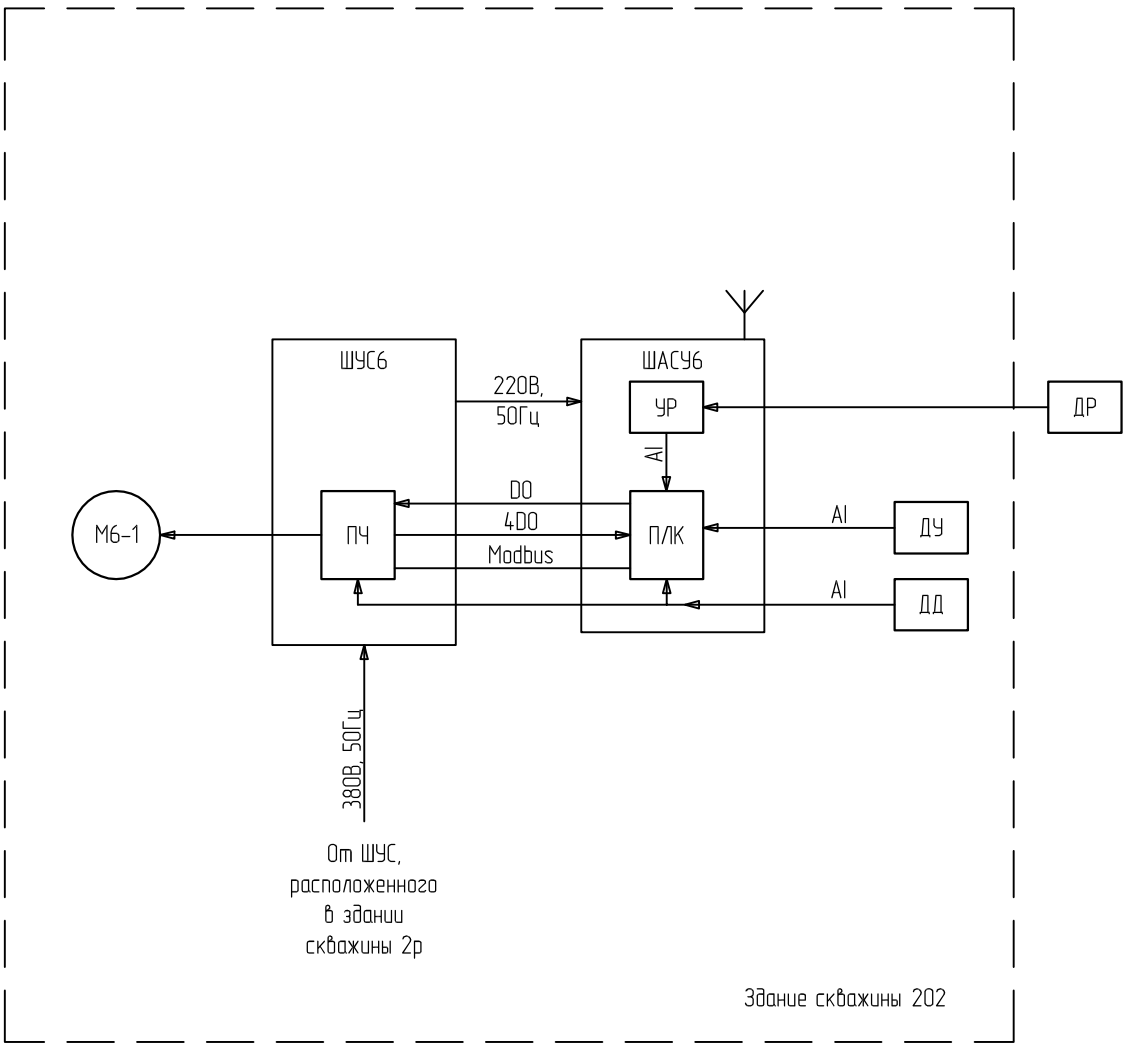 ШУС6
ШАСУ6
220В,
50Гц
УР
ДР
AI
DO
4DO
Modbus
М6-1
ПЧ
ПЛК
AI
ДУ
AI
ДД
380В, 50Гц
От ШУС,
расположенного
в здании
скважины 2р
Здание скважины 202